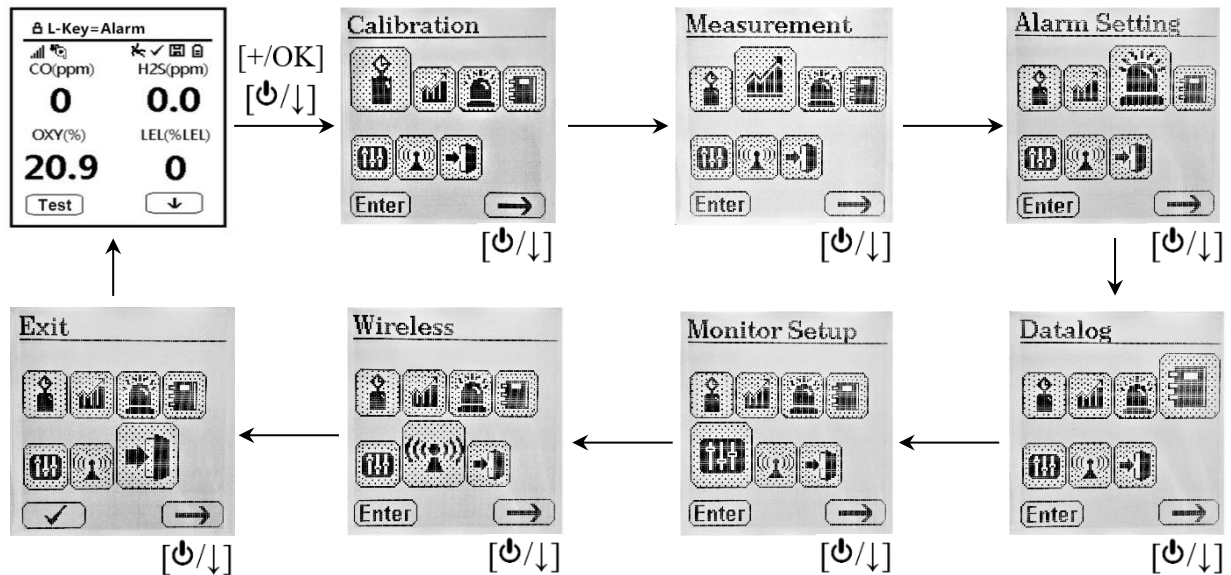 L-Key=Alarm
CO(ppm) H2S(ppm)
0 0.0
OXY(%) LEL(%LEL)
20.9 0
Test ↓
[+/OK]
[⏻/↓]
Calibration
Enter →
[⏻/↓]
Measurement
Enter →
[⏻/↓]
Alarm Setting
Enter →
[⏻/↓]
Exit
✓ →
[⏻/↓]
Wireless
Enter →
[⏻/↓]
Monitor Setup
Enter →
[⏻/↓]
Datalog
Enter →
[⏻/↓]